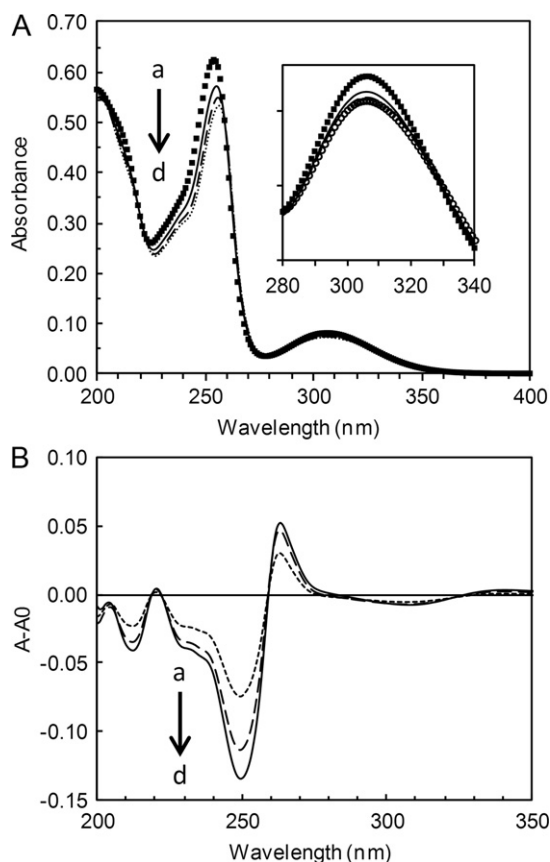 A
0.70
0.60
0.50
0.40
0.30
0.20
0.10
0.00
Absorbance
a
d
280 300 320 340
200 250 300 350 400
Wavelength (nm)
B
0.10
0.05
0.00
-0.05
-0.10
-0.15
A-A0
a
d
200 250 300 350
Wavelength (nm)